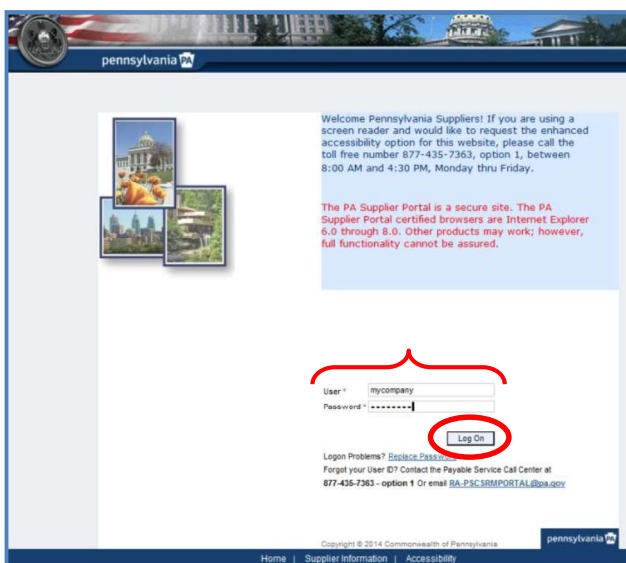 pennsylvania PA
Welcome Pennsylvania Suppliers! If you are using a
screen reader and would like to request the enhanced
accessibility option for this website, please call the
toll free number 877-435-7363, option 1, between
8:00 AM and 4:30 PM, Monday thru Friday.
The PA Supplier Portal is a secure site. The PA
Supplier Portal certified browsers are Internet Explorer
6.0 through 8.0. Other products may work; however,
full functionality cannot be assured.
User * mycompany
Password * ••••••••
Log On
Logon Problems? Replace Password
Forgot your User ID? Contact the Payable Service Call Center at
877-435-7363 - option 1 Or email RA-PSCSRMPORTAL@pa.gov
Copyright © 2014 Commonwealth of Pennsylvania
pennsylvania PA
Home | Supplier Information | Accessibility